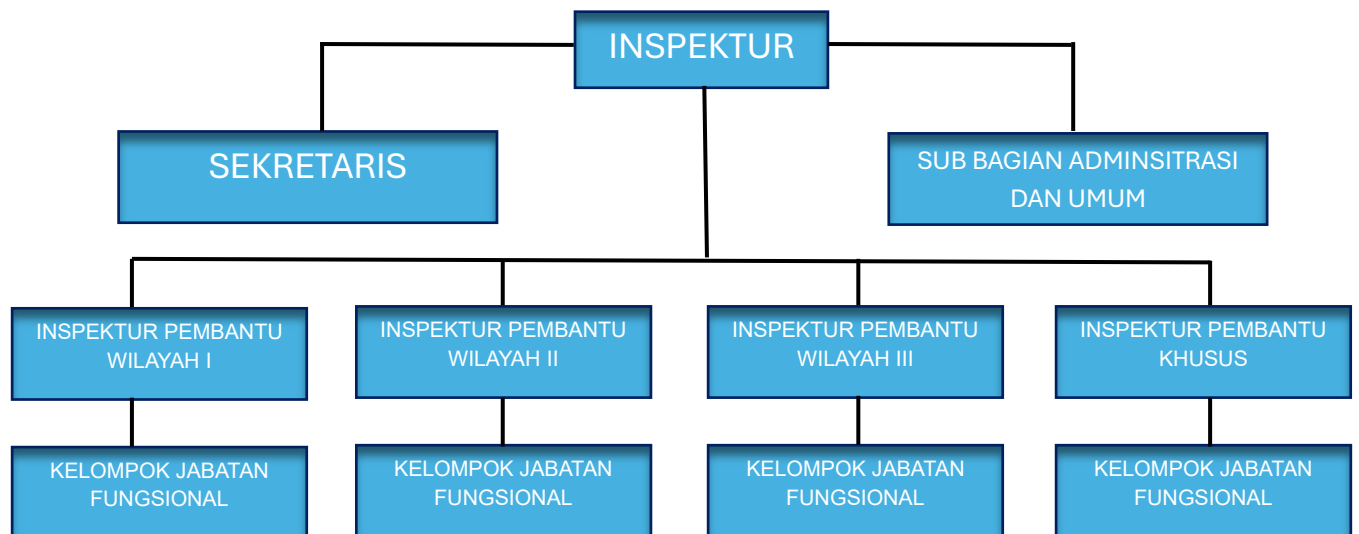 INSPEKTUR
SEKRETARIS
SUB BAGIAN ADMINSITRASI
DAN UMUM
INSPEKTUR PEMBANTU
WILAYAH I
INSPEKTUR PEMBANTU
WILAYAH II
INSPEKTUR PEMBANTU
WILAYAH III
INSPEKTUR PEMBANTU
KHUSUS
KELOMPOK JABATAN
FUNGSIONAL
KELOMPOK JABATAN
FUNGSIONAL
KELOMPOK JABATAN
FUNGSIONAL
KELOMPOK JABATAN
FUNGSIONAL